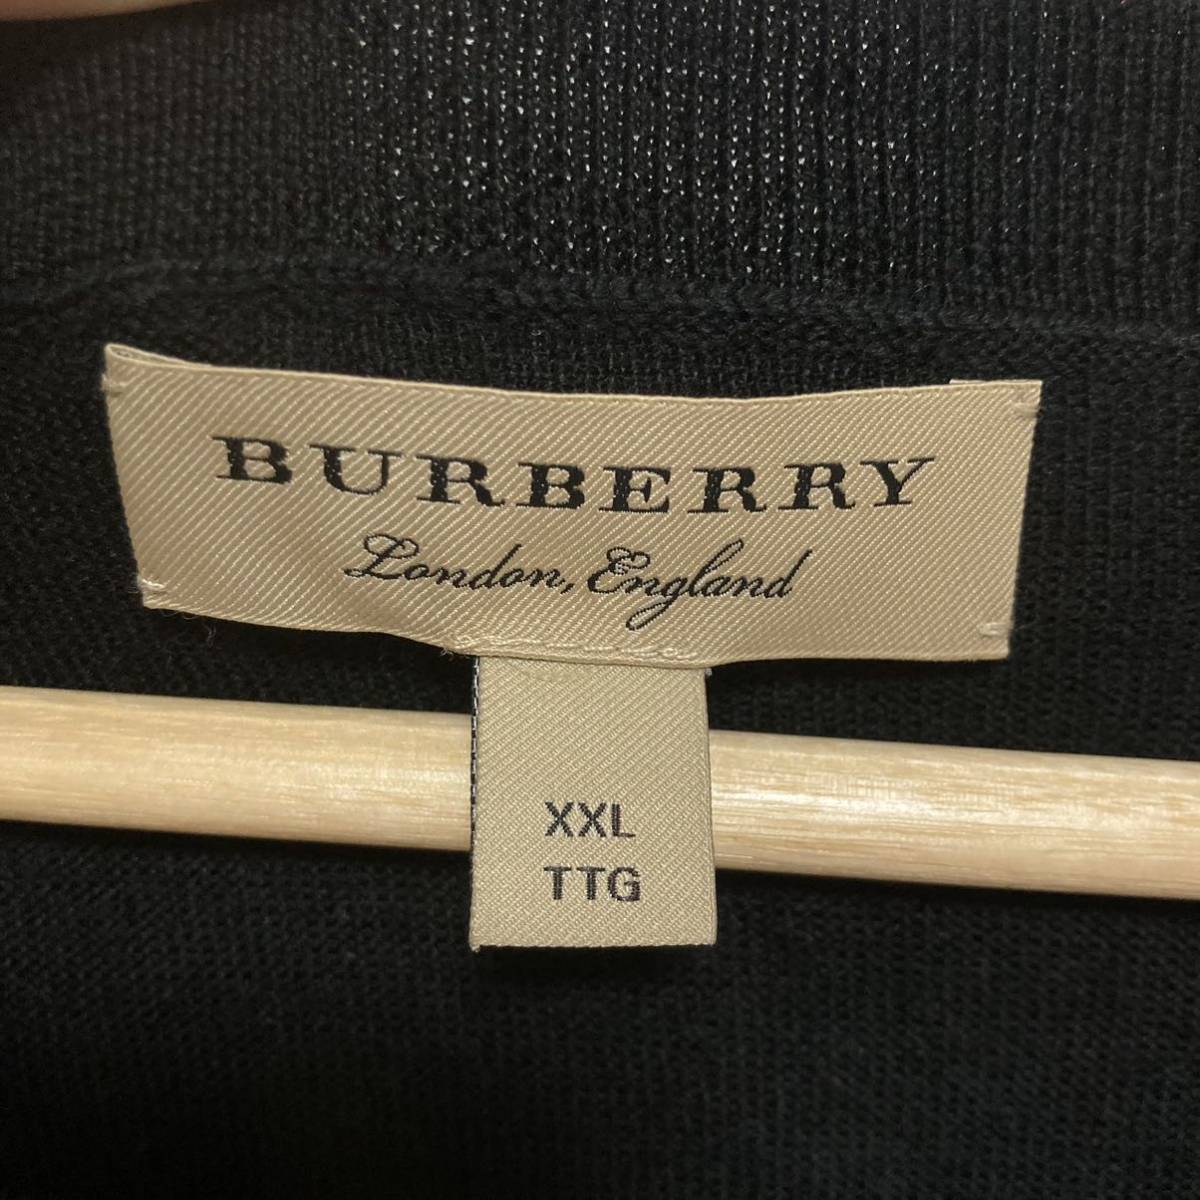 BURBERRY
London, England
XXL
TTG